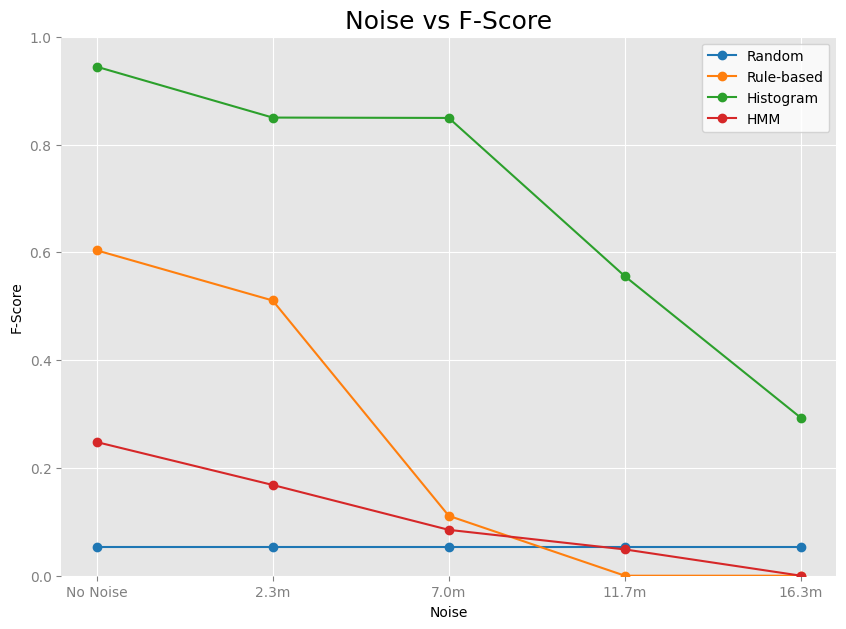 Noise vs F-Score
Random
Rule-based
Histogram
HMM
F-Score
1.0
0.8
0.6
0.4
0.2
0.0
No Noise 2.3m 7.0m 11.7m 16.3m
Noise